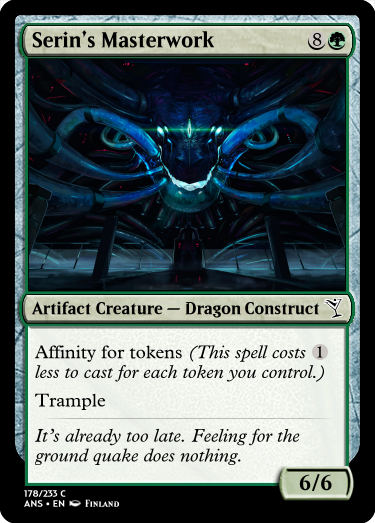 Serin's Masterwork 8
Artifact Creature — Dragon Construct
Affinity for tokens (This spell costs 1
less to cast for each token you control.)
Trample
It's already too late. Feeling for the
ground quake does nothing.
6/6
178/233 C
ANS • EN Finland